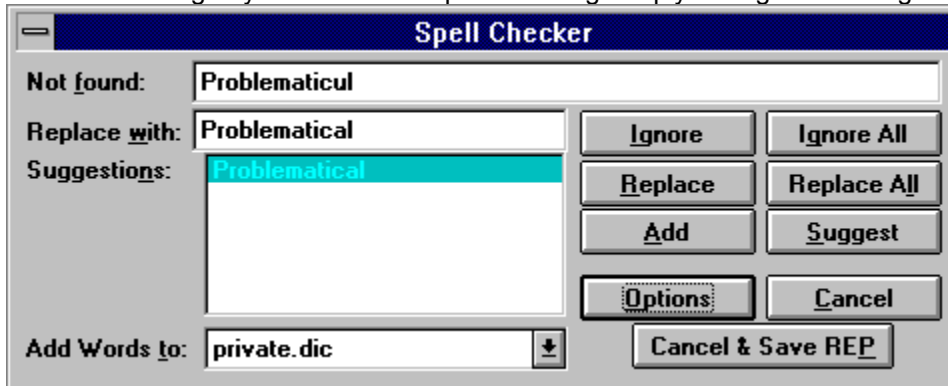 Spell Checker
Not found: Problematicul
Replace with: Problematical
Ignore Ignore All
Suggestions: Problematical
Replace Replace All
Add Suggest
Options Cancel
Add Words to: private.dic
Cancel & Save REP